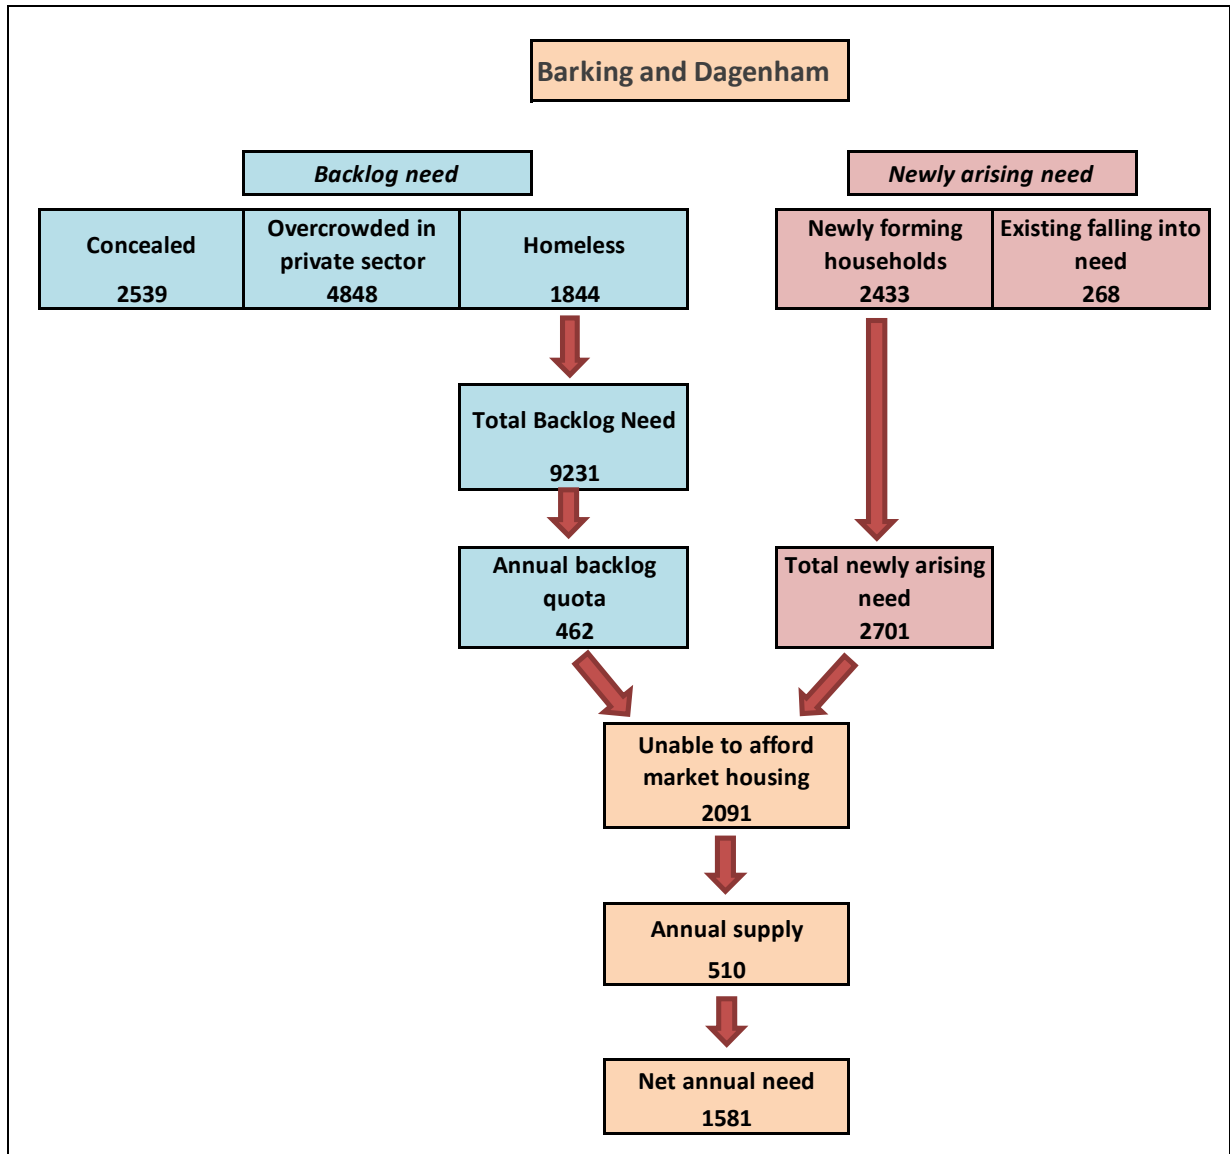 Barking and Dagenham
Backlog need
Newly arising need
Concealed
2539
Overcrowded in
private sector
4848
Homeless
1844
Newly forming
households
2433
Existing falling into
need
268
Total Backlog Need
9231
Annual backlog
quota
462
Total newly arising
need
2701
Unable to afford
market housing
2091
Annual supply
510
Net annual need
1581